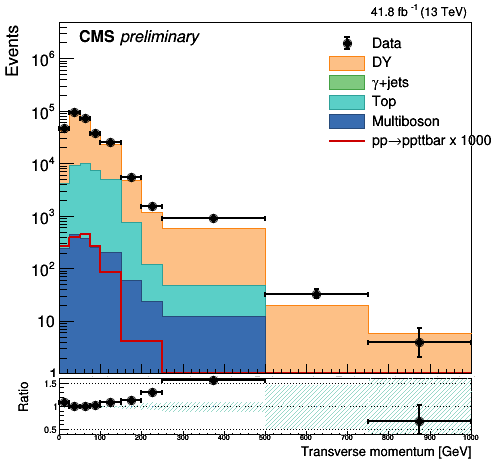 41.8 fb⁻¹ (13 TeV)
CMS preliminary
Events
Data
DY
γ+jets
Top
Multiboson
pp→ppttbar x 1000
10⁶
10⁵
10⁴
10³
10²
10
1
Ratio
1.5
1
0.5
0 100 200 300 400 500 600 700 800 900 1000
Transverse momentum [GeV]